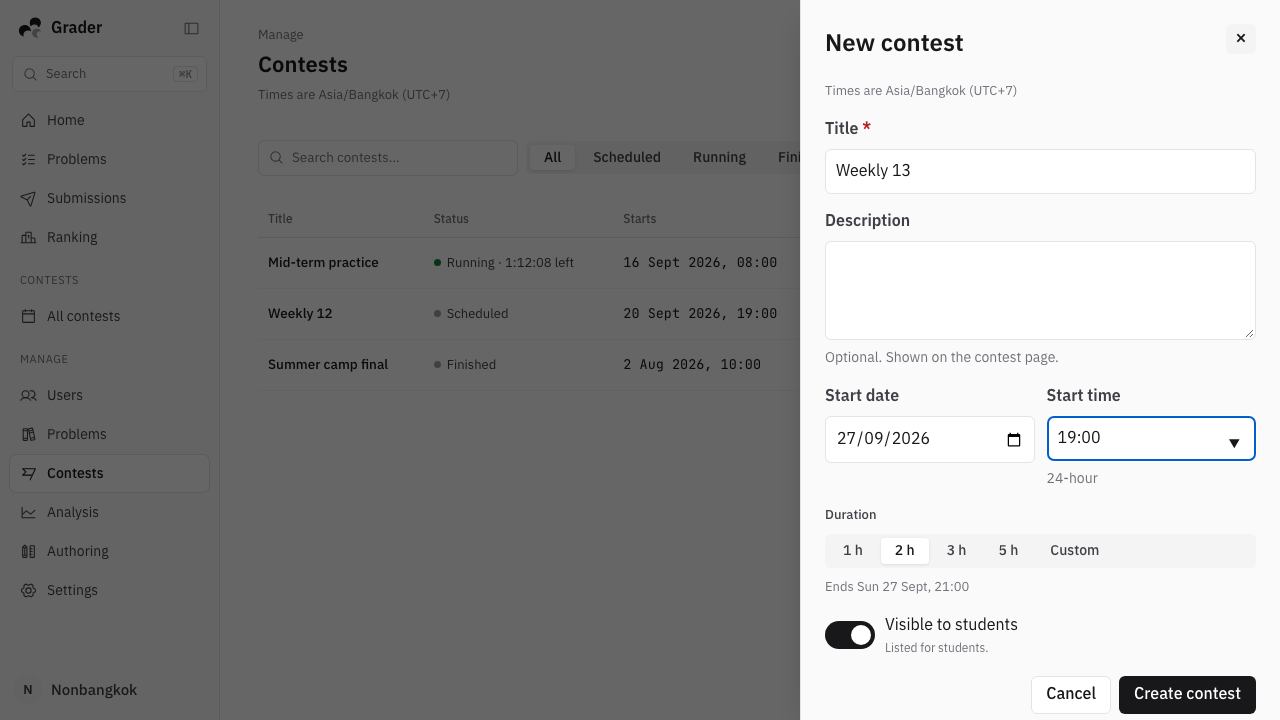 Grader
Search
⌘K
Home
Problems
Submissions
Ranking
CONTESTS
All contests
MANAGE
Users
Problems
Contests
Analysis
Authoring
Settings
N
Nonbangkok
Manage
Contests
Times are Asia/Bangkok (UTC+7)
Search contests...
All
Scheduled
Running
Title
Status
Starts
Mid-term practice
Running · 1:12:08 left
16 Sept 2026, 08:00
Weekly 12
Scheduled
20 Sept 2026, 19:00
Summer camp final
Finished
2 Aug 2026, 10:00
New contest
×
Times are Asia/Bangkok (UTC+7)
Title *
Weekly 13
Description
Optional. Shown on the contest page.
Start date
Start time
27/09/2026
19:00
24-hour
Duration
1 h
2 h
3 h
5 h
Custom
Ends Sun 27 Sept, 21:00
Visible to students
Listed for students.
Cancel
Create contest